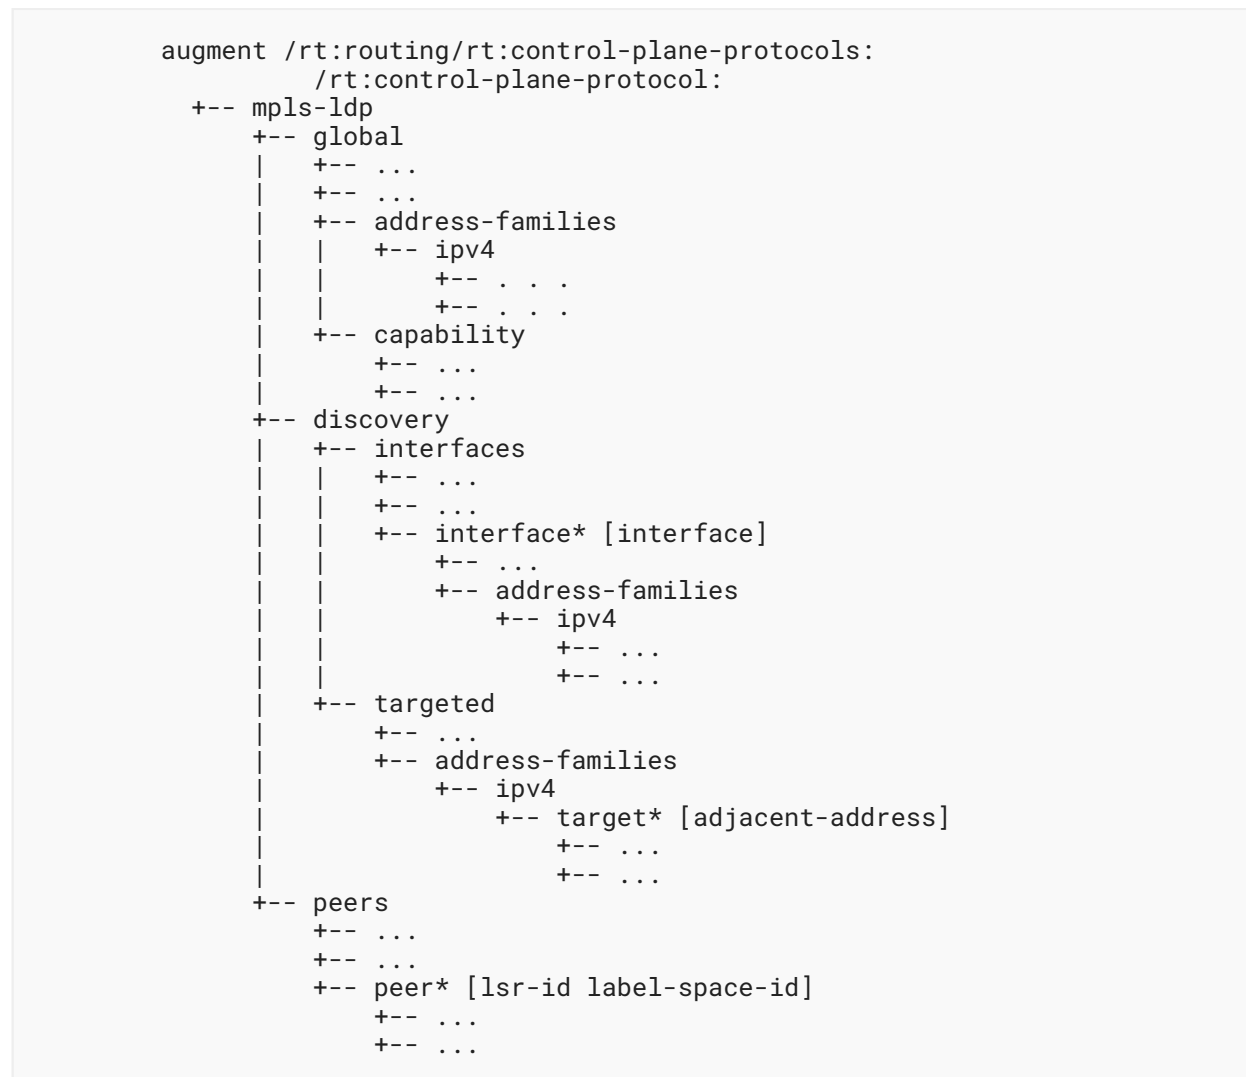 augment /rt:routing/rt:control-plane-protocols:
          /rt:control-plane-protocol:
  +-- mpls-ldp
      +-- global
      |   +-- ...
      |   +-- ...
      |   +-- address-families
      |   |   +-- ipv4
      |   |       +-- . . .
      |   |       +-- . . .
      |   +-- capability
      |       +-- ...
      |       +-- ...
      +-- discovery
      |   +-- interfaces
      |   |   +-- ...
      |   |   +-- ...
      |   |   +-- interface* [interface]
      |   |       +-- ...
      |   |       +-- address-families
      |   |           +-- ipv4
      |   |               +-- ...
      |   |               +-- ...
      |   +-- targeted
      |       +-- ...
      |       +-- address-families
      |           +-- ipv4
      |               +-- target* [adjacent-address]
      |                   +-- ...
      |                   +-- ...
      +-- peers
          +-- ...
          +-- ...
          +-- peer* [lsr-id label-space-id]
              +-- ...
              +-- ...